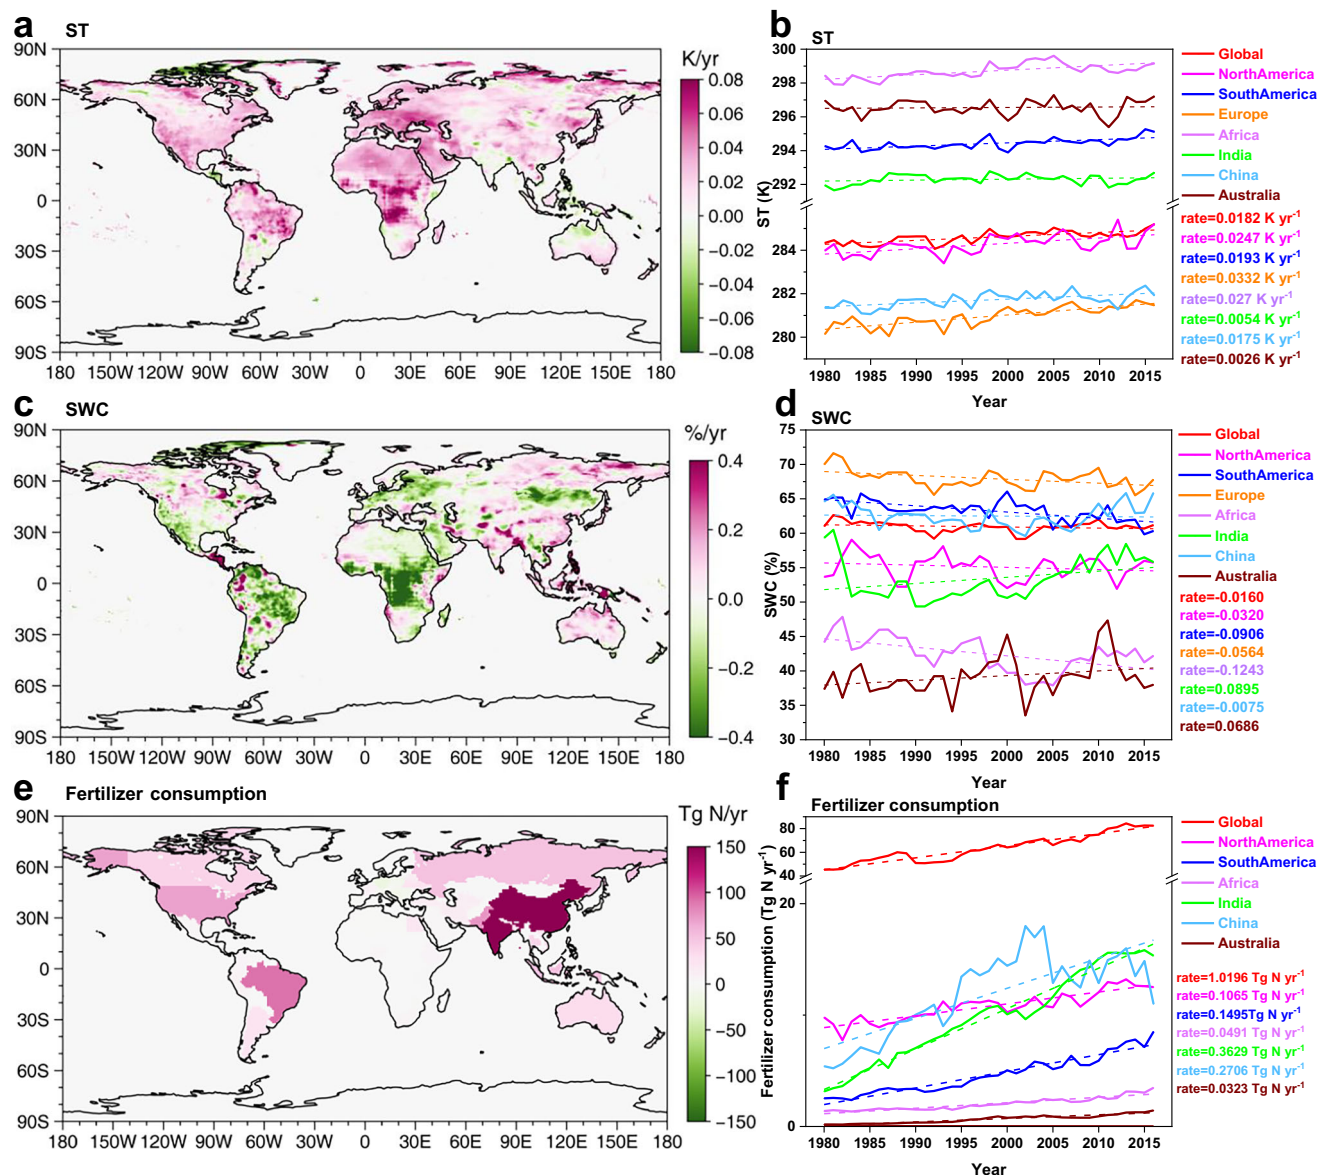 a
ST
90N
60N
30N
0
30S
60S
90S
180 150W 120W 90W 60W 30W 0 30E 60E 90E 120E 150E 180
K/yr
0.08
0.06
0.04
0.02
0.00
−0.02
−0.04
−0.06
−0.08
b
ST
300
298
296
294
292
284
282
280
ST (K)
1980 1985 1990 1995 2000 2005 2010 2015
Year
Global
NorthAmerica
SouthAmerica
Europe
Africa
India
China
Australia
rate=0.0182 K yr-1
rate=0.0247 K yr-1
rate=0.0193 K yr-1
rate=0.0332 K yr-1
rate=0.027 K yr-1
rate=0.0054 K yr-1
rate=0.0175 K yr-1
rate=0.0026 K yr-1
c
SWC
90N
60N
30N
0
30S
60S
90S
180 150W 120W 90W 60W 30W 0 30E 60E 90E 120E 150E 180
%/yr
0.4
0.2
0.0
−0.2
−0.4
d
SWC
75
70
65
60
55
50
45
40
35
30
SWC (%)
1980 1985 1990 1995 2000 2005 2010 2015
Year
Global
NorthAmerica
SouthAmerica
Europe
Africa
India
China
Australia
rate=-0.0160
rate=-0.0320
rate=-0.0906
rate=-0.0564
rate=-0.1243
rate=0.0895
rate=-0.0075
rate=0.0686
e
Fertilizer consumption
90N
60N
30N
0
30S
60S
90S
180 150W 120W 90W 60W 30W 0 30E 60E 90E 120E 150E 180
Tg N/yr
150
100
50
0
−50
−100
−150
f
Fertilizer consumption
80
60
40
20
0
Fertilizer consumption (Tg N yr-1)
1980 1985 1990 1995 2000 2005 2010 2015
Year
Global
NorthAmerica
SouthAmerica
Africa
India
China
Australia
rate=1.0196 Tg N yr-1
rate=0.1065 Tg N yr-1
rate=0.1495Tg N yr-1
rate=0.0491 Tg N yr-1
rate=0.3629 Tg N yr-1
rate=0.2706 Tg N yr-1
rate=0.0323 Tg N yr-1